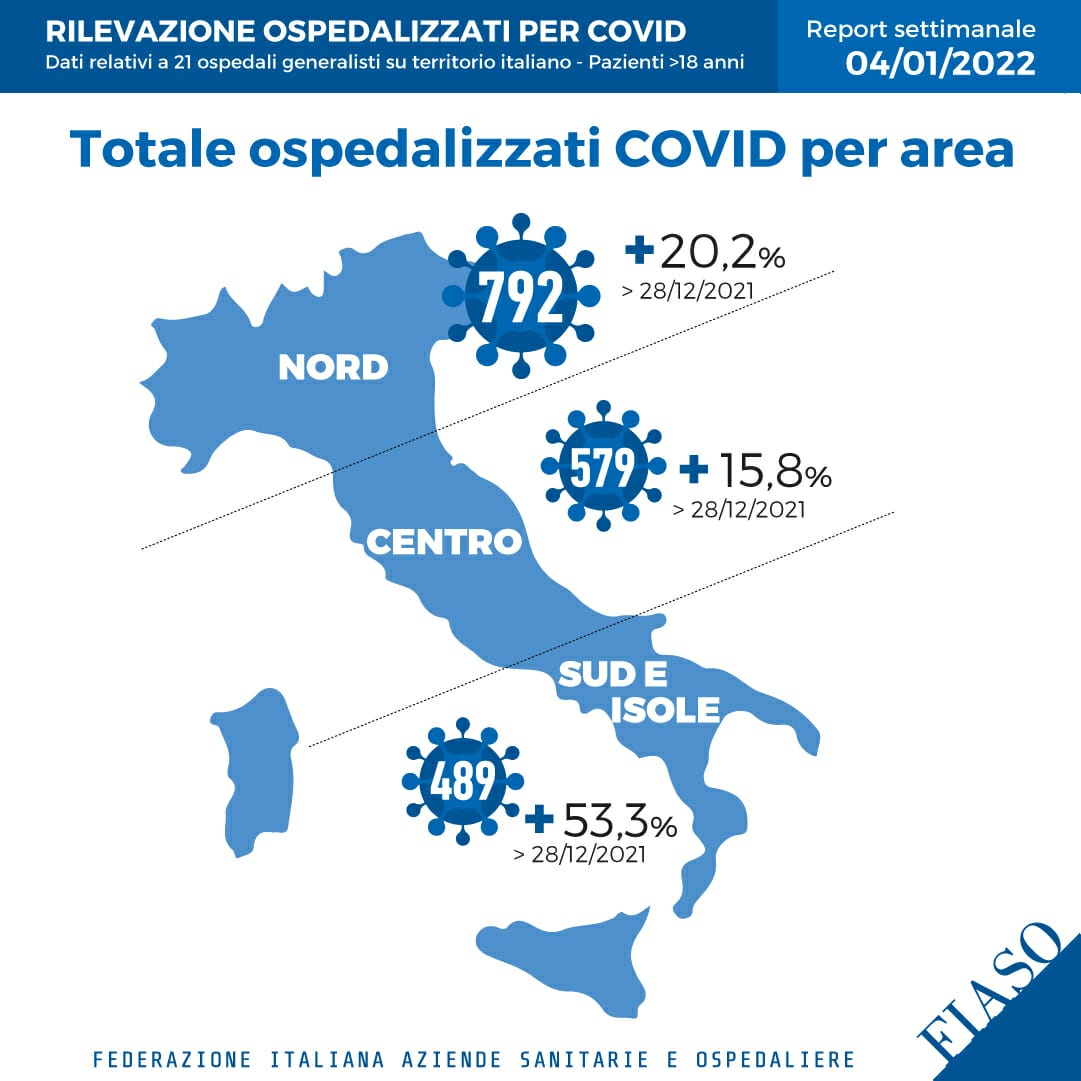 RILEVAZIONE OSPEDALIZZATI PER COVID
Dati relativi a 21 ospedali generalisti su territorio italiano - Pazienti >18 anni
Report settimanale
04/01/2022
Totale ospedalizzati COVID per area
792
+20,2%
> 28/12/2021
NORD
579
+ 15,8%
> 28/12/2021
CENTRO
SUD E
ISOLE
489
+ 53,3%
> 28/12/2021
FIASO
FEDERAZIONE ITALIANA AZIENDE SANITARIE E OSPEDALIERE